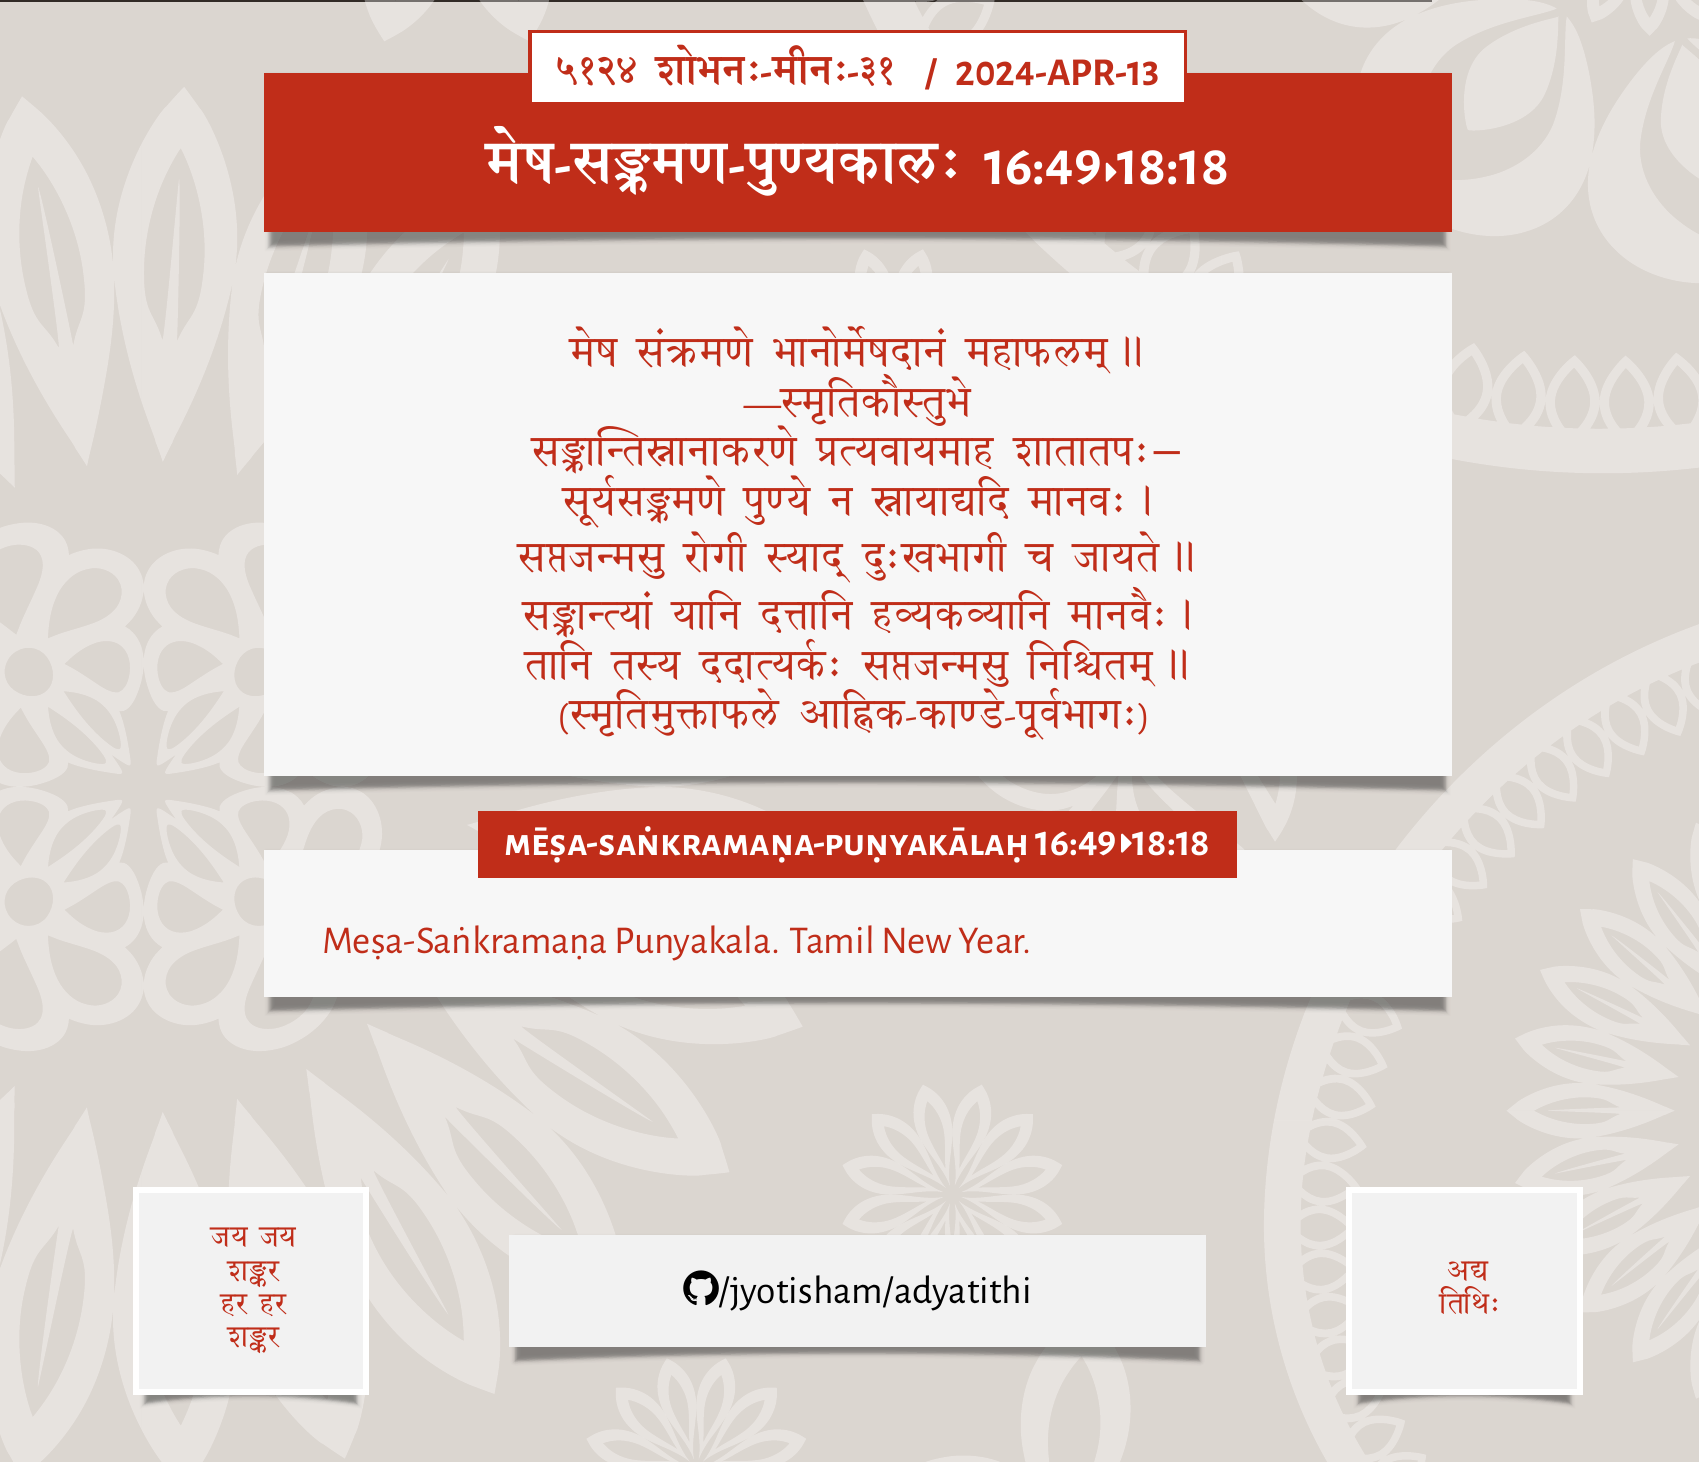 ५१२४ शोभनः-मीनः-३१ / 2024-APR-13
मेष-सङ्क्रमण-पुण्यकालः 16:49▸18:18
मेष संक्रमणे भानोर्मेषदानं महाफलम् ॥
—स्मृतिकौस्तुभे
सङ्क्रान्तिस्नानाकरणे प्रत्यवायमाह शातातपः–
सूर्यसङ्क्रमणे पुण्ये न स्नायाद्यदि मानवः ।
सप्तजन्मसु रोगी स्याद् दुःखभागी च जायते ॥
सङ्क्रान्त्यां यानि दत्तानि हव्यकव्यानि मानवैः ।
तानि तस्य ददात्यर्कः सप्तजन्मसु निश्चितम् ॥
(स्मृतिमुक्ताफले आह्निक-काण्डे-पूर्वभागः)
MĒṢA-SAṄKRAMAṆA-PUṆYAKĀLAḤ 16:49▸18:18
Meṣa-Saṅkramaṇa Punyakala. Tamil New Year.
जय जय
शङ्कर
हर हर
शङ्कर
/jyotisham/adyatithi
अद्य
तिथिः